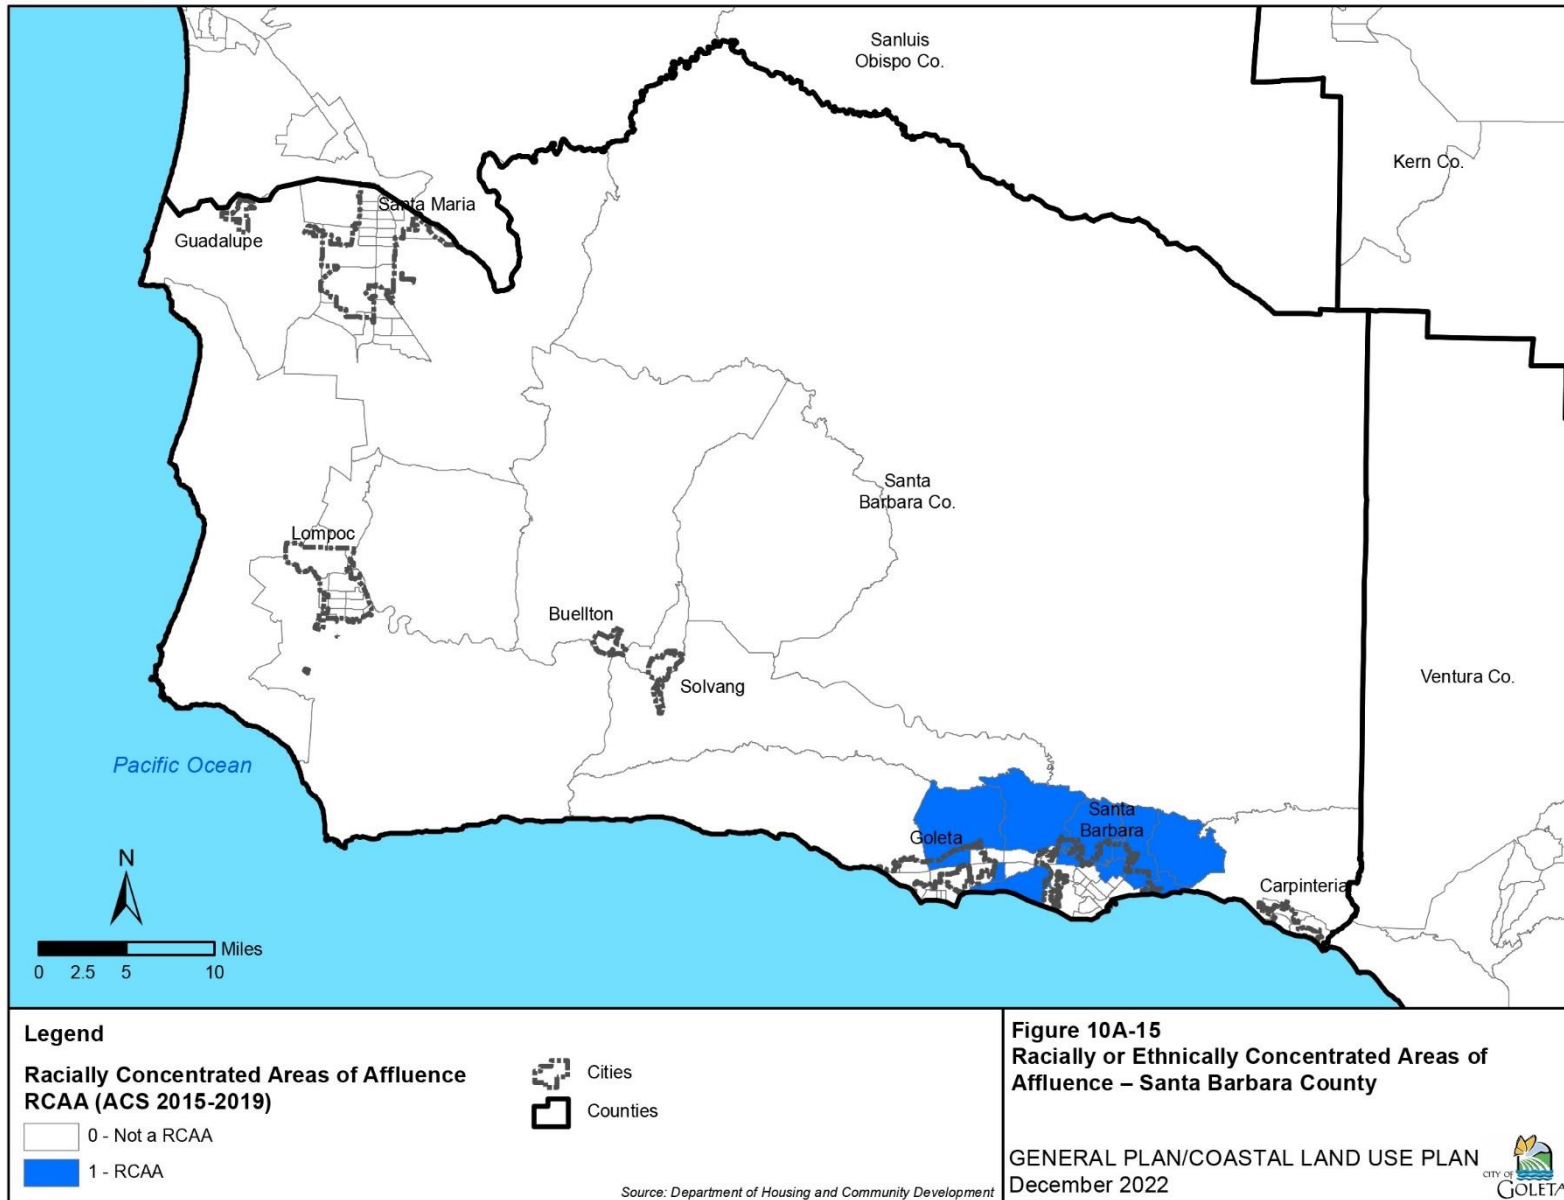 Sanluis
Obispo Co.
Kern Co.
Santa Maria
Guadalupe
Santa
Barbara Co.
Lompoc
Buellton
Solvang
Ventura Co.
Pacific Ocean
Santa
Barbara
Goleta
Carpinteria
N
Miles
0 2.5 5 10
Legend
Racially Concentrated Areas of Affluence
RCAA (ACS 2015-2019)
0 - Not a RCAA
1 - RCAA
Cities
Counties
Source: Department of Housing and Community Development
Figure 10A-15
Racially or Ethnically Concentrated Areas of
Affluence – Santa Barbara County
GENERAL PLAN/COASTAL LAND USE PLAN
December 2022
CITY OF
GOLETA